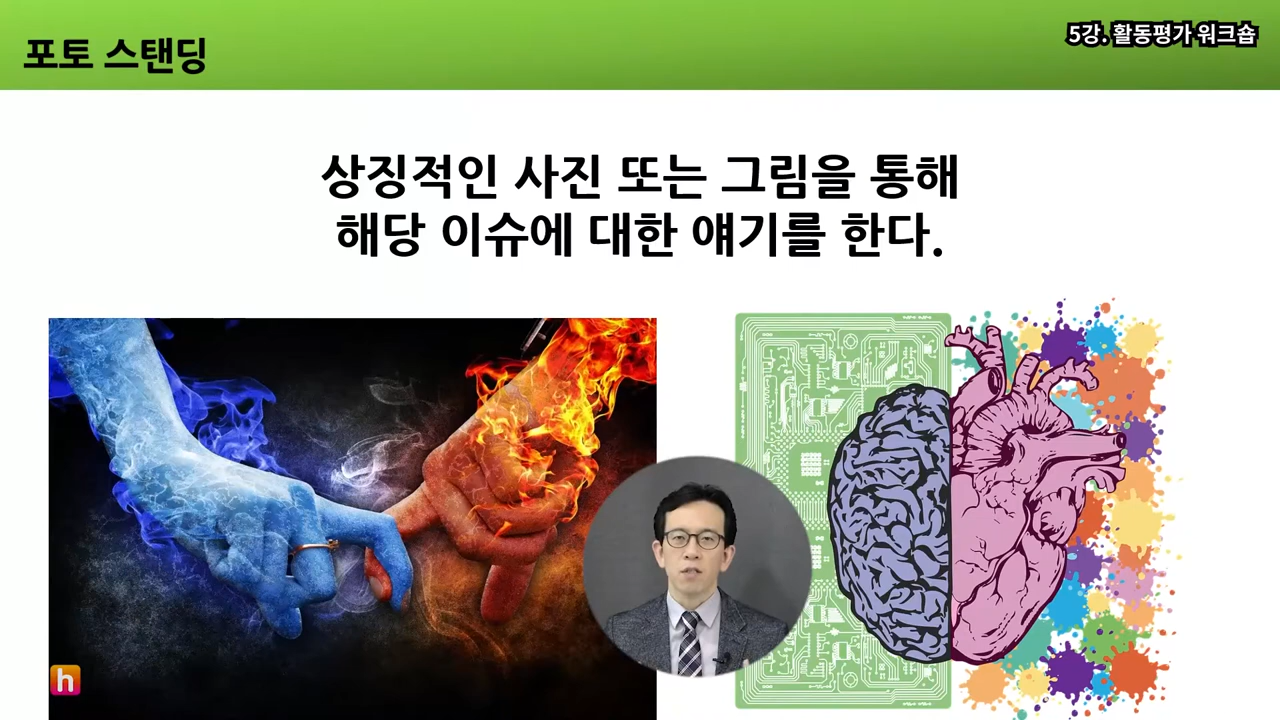 포토 스탠딩
5강. 활동평가 워크숍
상징적인 사진 또는 그림을 통해
해당 이슈에 대한 얘기를 한다.
h